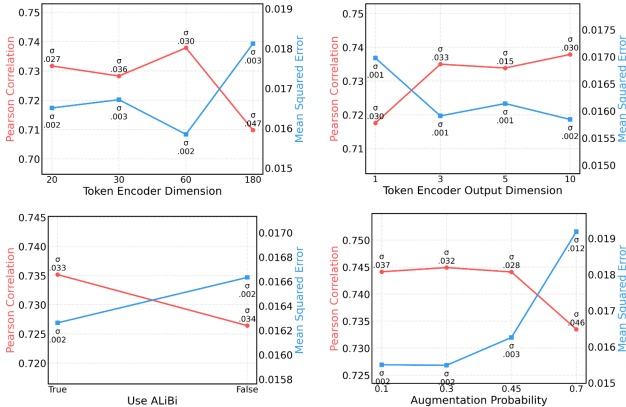 0.75
0.74
0.73
0.72
0.71
0.70
Pearson Correlation
σ
.027
σ
.036
σ
.030
σ
.047
σ
.002
σ
.003
σ
.002
σ
.003
0.019
0.018
0.017
0.016
0.015
Mean Squared Error
20
30
60
180
Token Encoder Dimension
0.75
0.74
0.73
0.72
0.71
Pearson Correlation
σ
.001
σ
.030
σ
.033
σ
.015
σ
.030
σ
.001
σ
.001
σ
.002
0.0175
0.0170
0.0165
0.0160
0.0155
0.0150
Mean Squared Error
1
3
5
10
Token Encoder Output Dimension
0.745
0.740
0.735
0.730
0.725
0.720
Pearson Correlation
σ
.033
σ
.002
σ
.002
σ
.034
0.0170
0.0168
0.0166
0.0164
0.0162
0.0160
0.0158
Mean Squared Error
True
False
Use ALiBi
0.750
0.745
0.740
0.735
0.730
0.725
Pearson Correlation
σ
.037
σ
.032
σ
.028
σ
.046
σ
.002
σ
.002
σ
.003
σ
.012
0.019
0.018
0.017
0.016
0.015
Mean Squared Error
0.1
0.3
0.45
0.7
Augmentation Probability